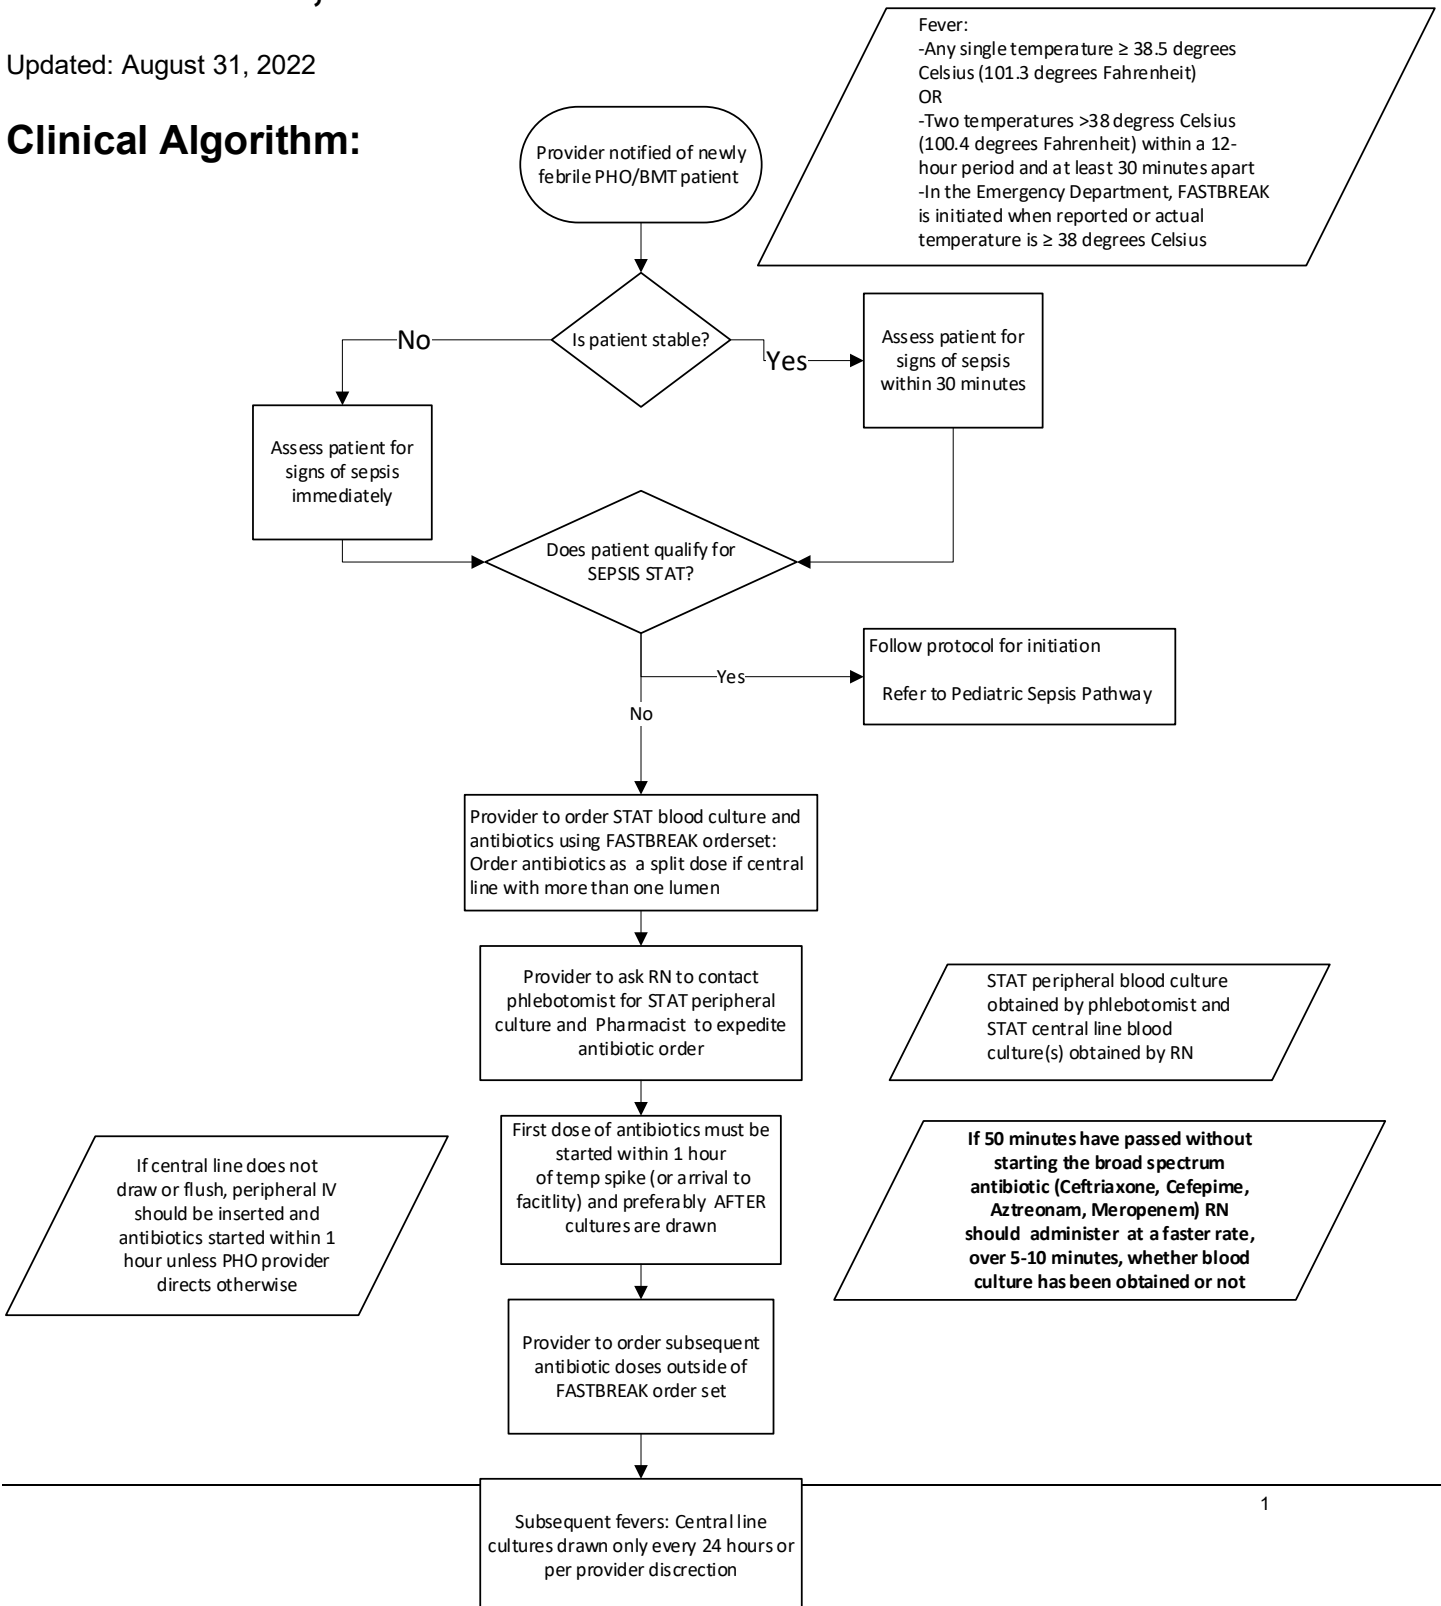 Updated: August 31, 2022
Clinical Algorithm:
Fever:
-Any single temperature ≥ 38.5 degrees
Celsius (101.3 degrees Fahrenheit)
OR
-Two temperatures >38 degress Celsius
(100.4 degrees Fahrenheit) within a 12-
hour period and at least 30 minutes apart
-In the Emergency Department, FASTBREAK
is initiated when reported or actual
temperature is ≥ 38 degrees Celsius
Provider notified of newly
febrile PHO/BMT patient
Is patient stable?
No
Yes
Assess patient for
signs of sepsis
within 30 minutes
Assess patient for
signs of sepsis
immediately
Does patient qualify for
SEPSIS STAT?
Yes
Follow protocol for initiation
Refer to Pediatric Sepsis Pathway
No
Provider to order STAT blood culture and
antibiotics using FASTBREAK orderset:
Order antibiotics as a split dose if central
line with more than one lumen
Provider to ask RN to contact
phlebotomist for STAT peripheral
culture and Pharmacist to expedite
antibiotic order
STAT peripheral blood culture
obtained by phlebotomist and
STAT central line blood
culture(s) obtained by RN
First dose of antibiotics must be
started within 1 hour
of temp spike (or arrival to
facitlity) and preferably AFTER
cultures are drawn
If central line does not
draw or flush, peripheral IV
should be inserted and
antibiotics started within 1
hour unless PHO provider
directs otherwise
If 50 minutes have passed without
starting the broad spectrum
antibiotic (Ceftriaxone, Cefepime,
Aztreonam, Meropenem) RN
should administer at a faster rate,
over 5-10 minutes, whether blood
culture has been obtained or not
Provider to order subsequent
antibiotic doses outside of
FASTBREAK order set
Subsequent fevers: Central line
cultures drawn only every 24 hours or
per provider discrection
1